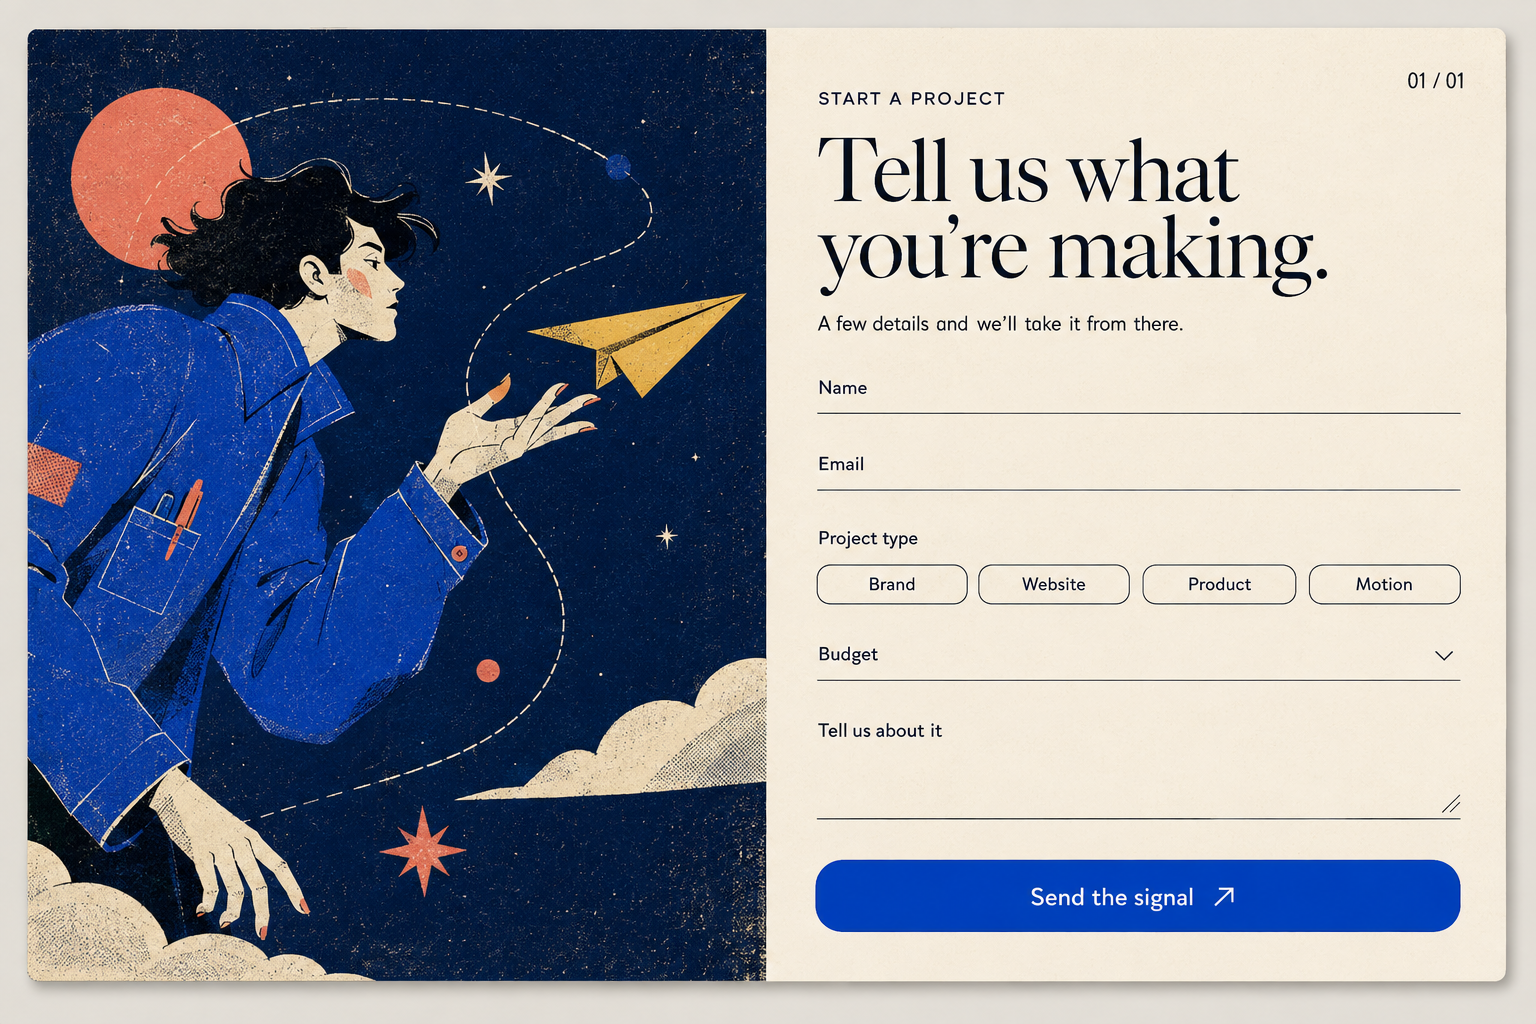 01 / 01
START A PROJECT
Tell us what
you’re making.
A few details and we’ll take it from there.
Name
Email
Project type
Brand
Website
Product
Motion
Budget
Tell us about it
Send the signal